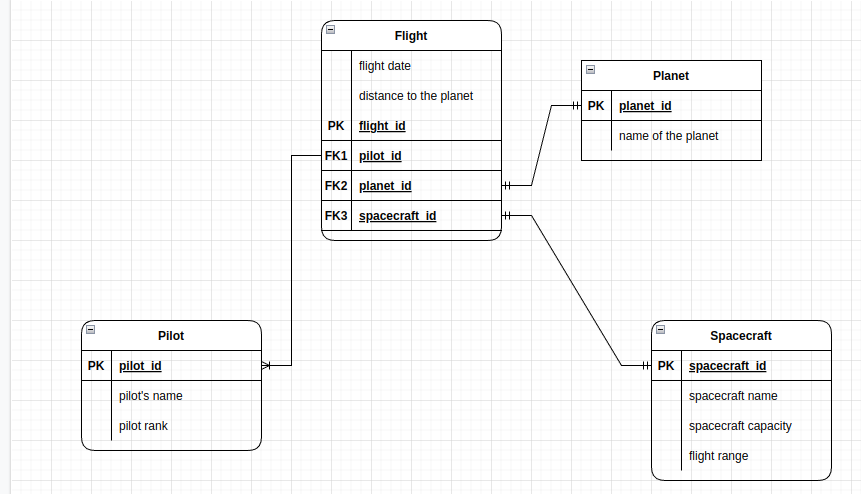 Flight
flight date
distance to the planet
PK flight_id
FK1 pilot_id
FK2 planet_id
FK3 spacecraft_id
Planet
PK planet_id
name of the planet
Pilot
PK pilot_id
pilot's name
pilot rank
Spacecraft
PK spacecraft_id
spacecraft name
spacecraft capacity
flight range